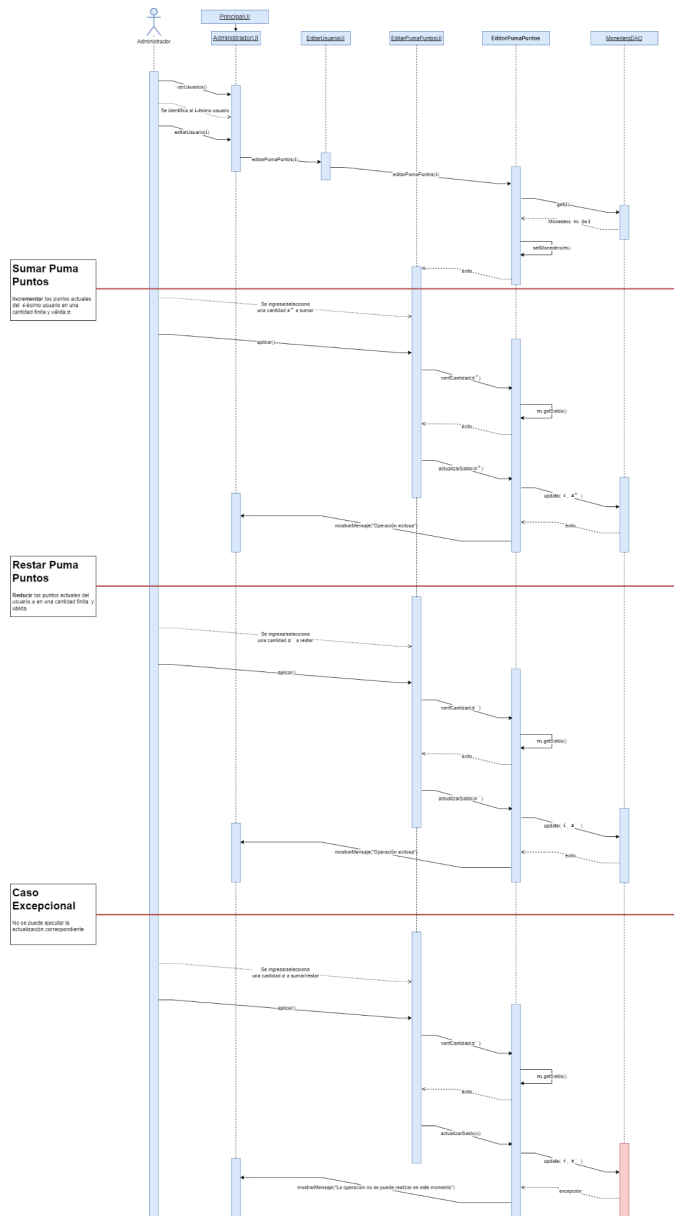 PrincipalUI
Administrador
AdministradorUI
EditarUsuarioUI
EditarPumaPuntosUI
EditorPumaPuntos
MonederoDAO
verUsuarios()
Se identifica al i-ésimo usuario
editarUsuario(i)
editarPumaPuntos(i)
editarPumaPuntos(i)
get(i)
Monedero m de i
setMonedero(m)
éxito
Sumar Puma
Puntos
Incrementar los puntos actuales
del i-ésimo usuario en una
cantidad finita y válida x.
Se ingresa/selecciona
una cantidad x⁺ a sumar
aplicar()
verifCantidad(x⁺)
m.getSaldo()
éxito
actualizarSaldo(x⁺)
update( i , x⁺ )
mostrarMensaje("Operación exitosa")
éxito
Restar Puma
Puntos
Reducir los puntos actuales del
usuario x en una cantidad finita y
válida
Se ingresa/selecciona
una cantidad x⁻ a restar
aplicar()
verifCantidad(x⁻)
m.getSaldo()
éxito
actualizarSaldo(x⁻)
update( i , x⁻ )
mostrarMensaje("Operación exitosa")
éxito
Caso
Excepcional
No se puede ejecutar la
actualización correspondiente
Se ingresa/selecciona
una cantidad x a sumar/restar
aplicar()
verifCantidad(x⁻)
m.getSaldo()
éxito
actualizarSaldo(x)
update( i , x⁻ )
mostrarMensaje("La operación no se puede realizar en este momento")
excepción